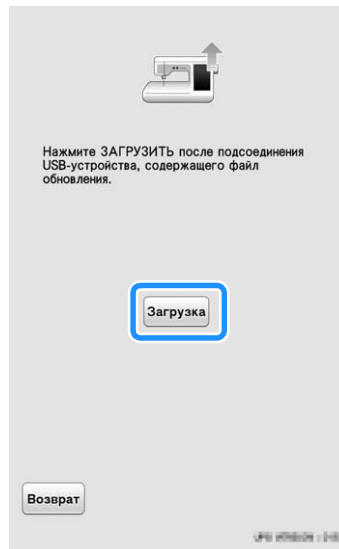 Нажмите ЗАГРУЗИТЬ после подсоединения
USB-устройства, содержащего файл
обновления.
Загрузка
Возврат